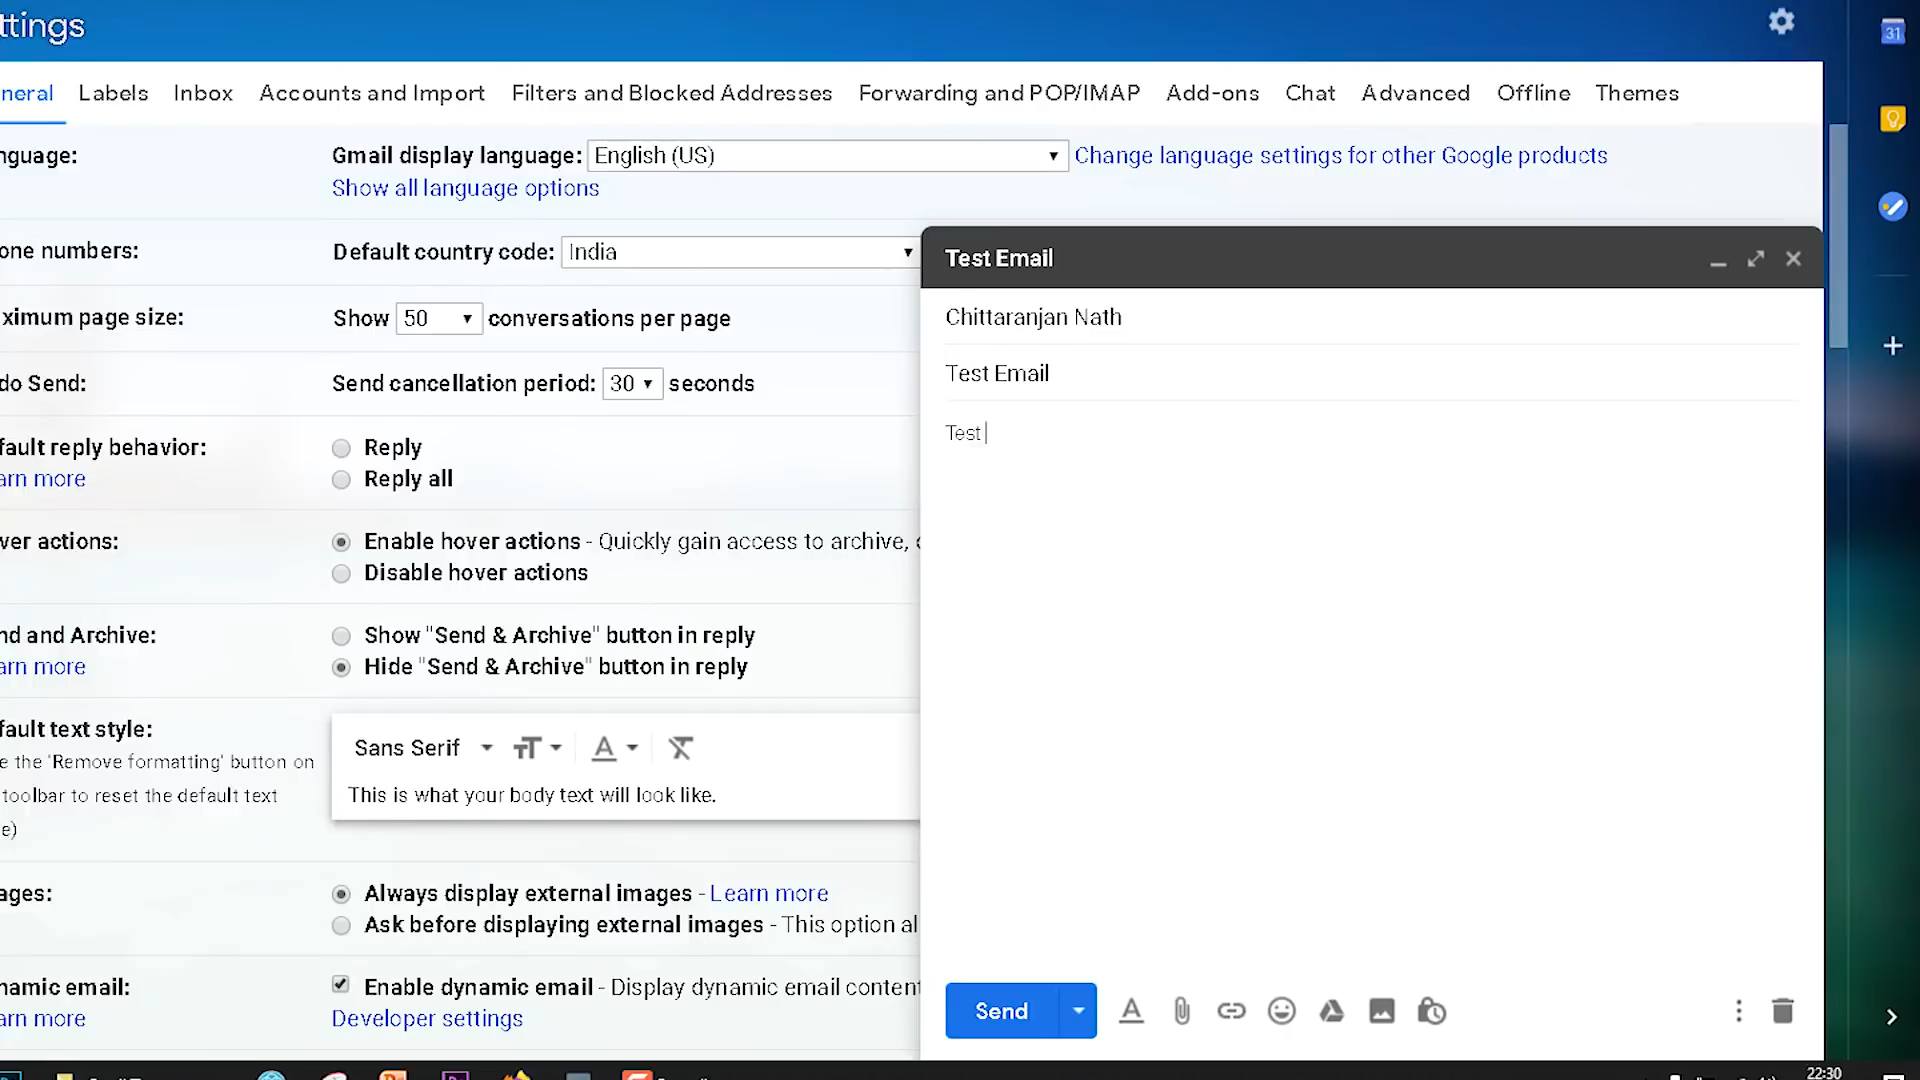 ttings
neral Labels Inbox Accounts and Import Filters and Blocked Addresses Forwarding and POP/IMAP Add-ons Chat Advanced Offline Themes
nguage:
Gmail display language: English (US) Change language settings for other Google products
Show all language options
one numbers:
Default country code: India
ximum page size:
Show 50 conversations per page
do Send:
Send cancellation period: 30 seconds
fault reply behavior:
arn more
Reply
Reply all
ver actions:
Enable hover actions - Quickly gain access to archive,
Disable hover actions
nd and Archive:
arn more
Show "Send & Archive" button in reply
Hide "Send & Archive" button in reply
fault text style:
e the 'Remove formatting' button on
toolbar to reset the default text
e)
Sans Serif
This is what your body text will look like.
ages:
Always display external images - Learn more
Ask before displaying external images - This option al
namic email:
arn more
Enable dynamic email - Display dynamic email content
Developer settings
Test Email
Chittaranjan Nath
Test Email
Test
Send
31
22:30